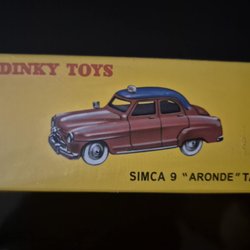 DINKY TOYS
SIMCA 9 "ARONDE" TA